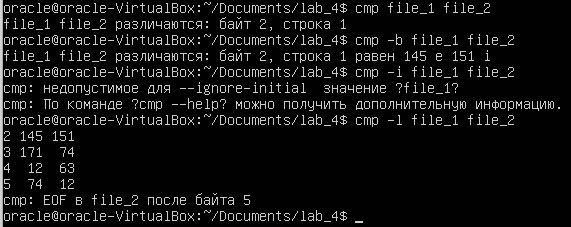 oracle@oracle-VirtualBox:~/Documents/lab_4$ cmp file_1 file_2
file_1 file_2 различаются: байт 2, строка 1
oracle@oracle-VirtualBox:~/Documents/lab_4$ cmp -b file_1 file_2
file_1 file_2 различаются: байт 2, строка 1 равен 145 e 151 i
oracle@oracle-VirtualBox:~/Documents/lab_4$ cmp -i file_1 file_2
cmp: недопустимое для --ignore-initial  значение ?file_1?
cmp: По команде ?cmp --help? можно получить дополнительную информацию.
oracle@oracle-VirtualBox:~/Documents/lab_4$ cmp -l file_1 file_2
2 145 151
3 171  74
4  12  63
5  74  12
cmp: EOF в file_2 после байта 5
oracle@oracle-VirtualBox:~/Documents/lab_4$ _